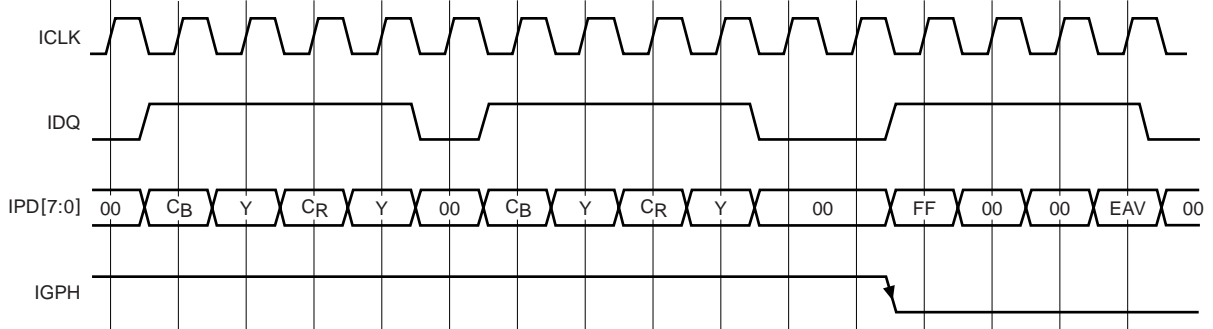 ICLK
IDQ
IPD[7:0] 00 CB Y CR Y 00 CB Y CR Y 00 FF 00 00 EAV 00
IGPH